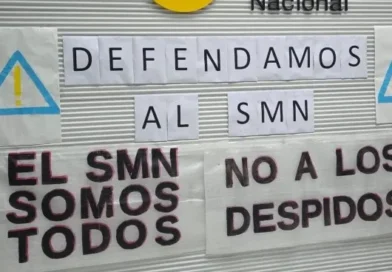 Nacional
DEFENDAMOS
AL SMN
EL SMN
SOMOS
TODOS
NO A LOS
DESPIDOS